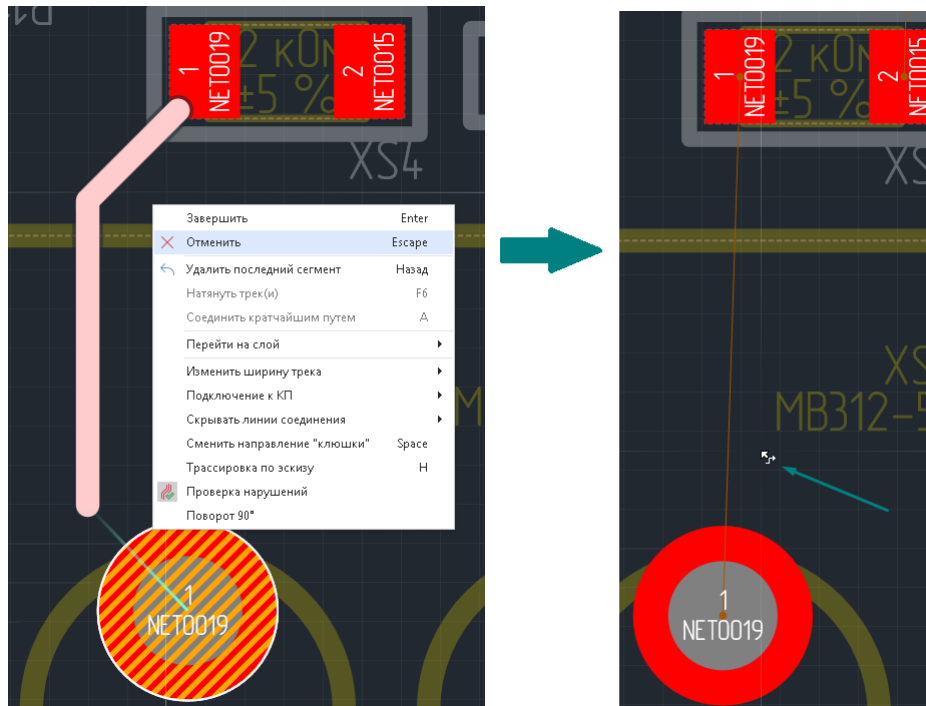 1
NET0019
2 кОм
±5 %
2
NET0015
XS4
Завершить Enter
Отменить Escape
Удалить последний сегмент Назад
Натянуть трек(и) F6
Соединить кратчайшим путем A
Перейти на слой
Изменить ширину трека
Подключение к КП
Скрывать линии соединения
Сменить направление "клюшки" Space
Трассировка по эскизу H
Проверка нарушений
Поворот 90°
M
1
NET0019
1
NET0019
2 кОм
±5 %
2
NET0015
XS
XS
MB312-5
1
NET0019